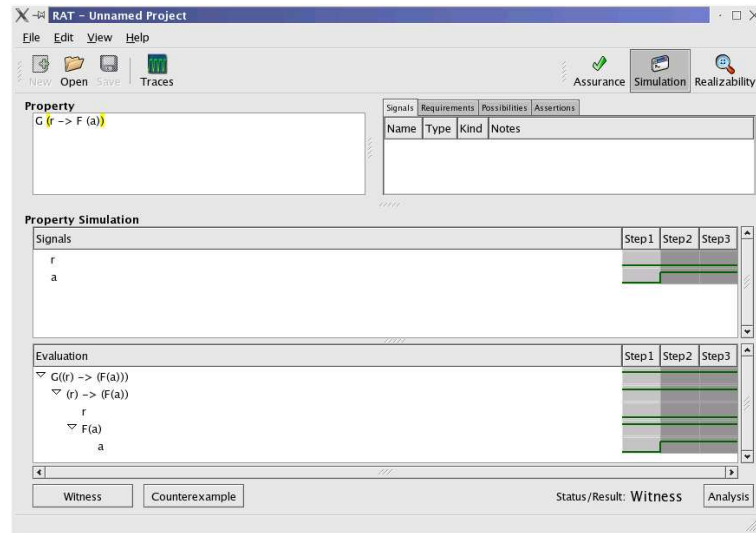 RAT – Unnamed Project
File Edit View Help
New Open Save Traces Assurance Simulation Realizability
Property
G (r -> F (a))
Signals Requirements Possibilities Assertions
Name Type Kind Notes
Property Simulation
Signals Step1 Step2 Step3
r
a
Evaluation Step1 Step2 Step3
G((r) -> (F(a)))
(r) -> (F(a))
r
F(a)
a
Witness Counterexample Status/Result: Witness Analysis